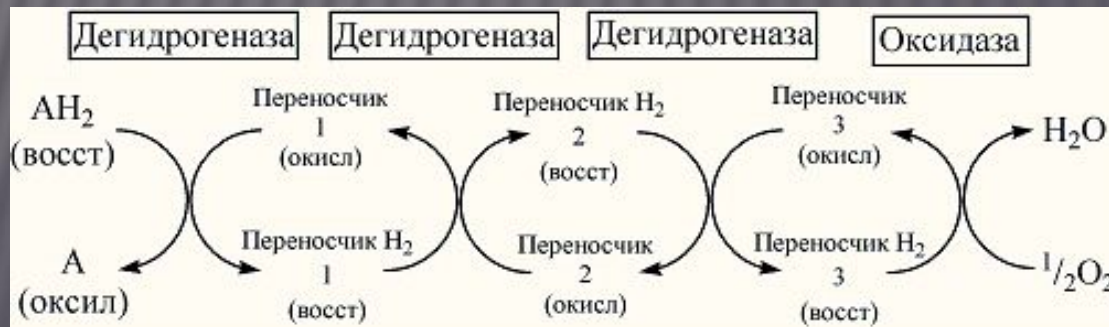 Дегидрогеназа Дегидрогеназа Дегидрогеназа Оксидаза
AH₂
(восст)
Переносчик
1
(окисл)
Переносчик H₂
2
(восст)
Переносчик
3
(окисл)
H₂O
A
(оксил)
Переносчик H₂
1
(восст)
Переносчик
2
(окисл)
Переносчик H₂
3
(восст)
¹/₂O₂